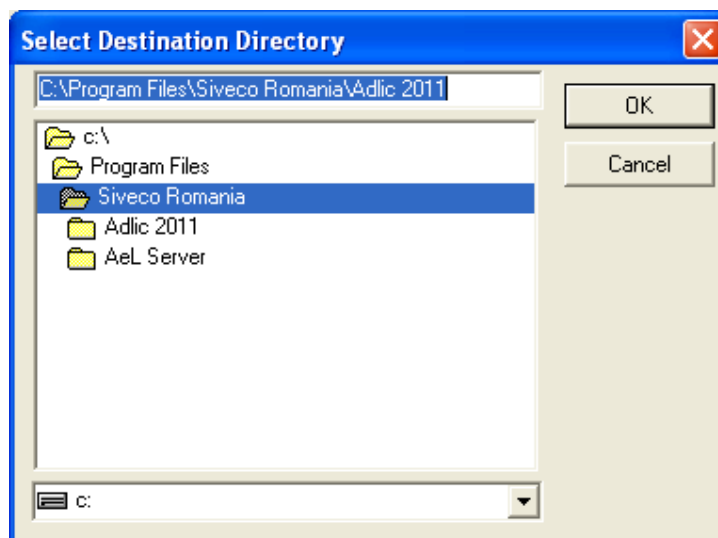 Select Destination Directory
C:\Program Files\Siveco Romania\Adlic 2011
OK
c:\
Program Files
Cancel
Siveco Romania
Adlic 2011
AeL Server
c: